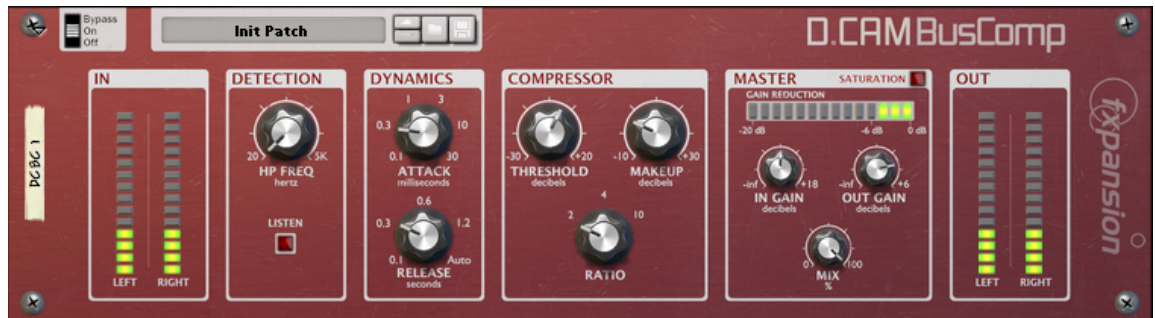 Bypass
On
Off
Init Patch
D.CAM BusComp
IN
LEFT
RIGHT
DETECTION
20
5K
HP FREQ
hertz
LISTEN
DYNAMICS
0.3
1
3
10
0.1
30
ATTACK
milliseconds
0.3
0.6
1.2
0.1
Auto
RELEASE
seconds
COMPRESSOR
-30
+20
THRESHOLD
decibels
-10
+30
MAKEUP
decibels
2
4
10
RATIO
MASTER
SATURATION
GAIN REDUCTION
-20 dB
-6 dB
0 dB
-inf
+18
IN GAIN
decibels
-inf
+6
OUT GAIN
decibels
0
100
MIX
%
OUT
LEFT
RIGHT
fxpansion
DCBC 1